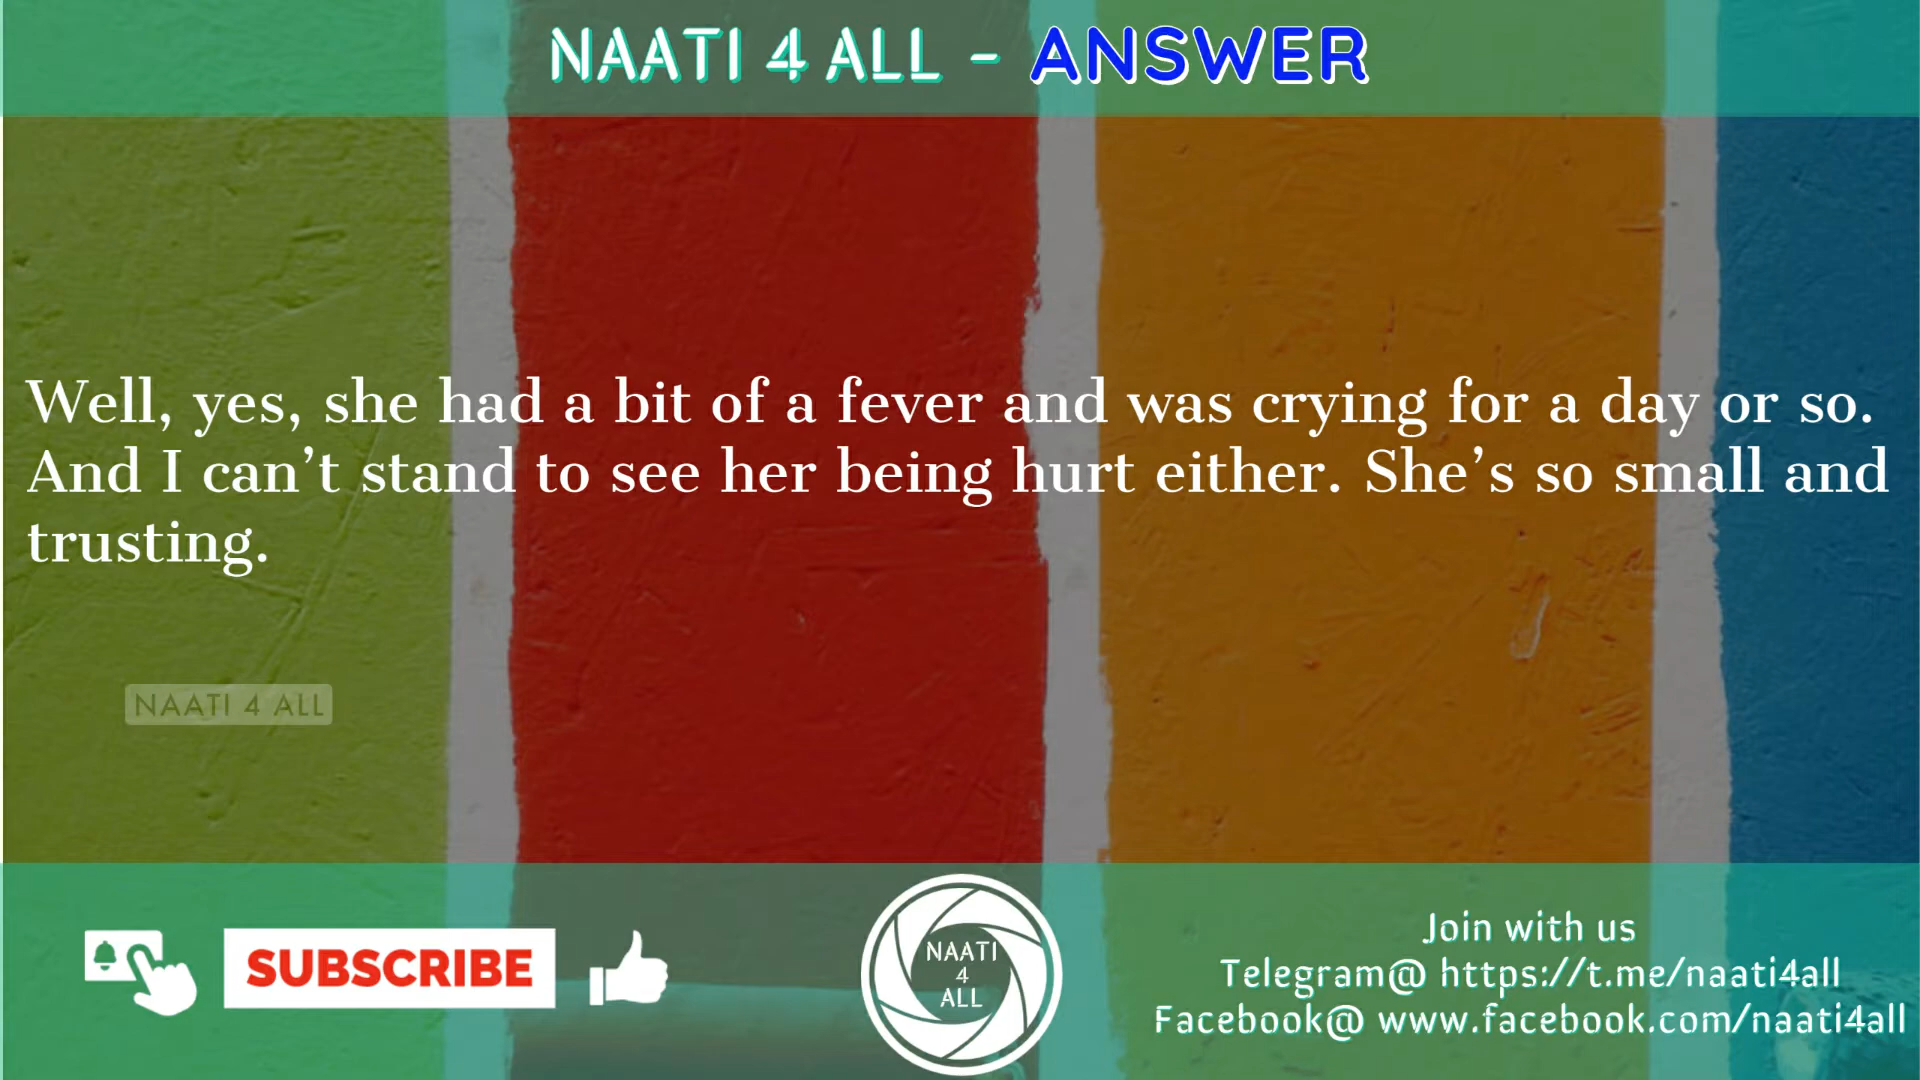 NAATI 4 ALL - ANSWER
Well, yes, she had a bit of a fever and was crying for a day or so.
And I can’t stand to see her being hurt either. She’s so small and
trusting.
NAATI 4 ALL
SUBSCRIBE
NAATI
4
ALL
Join with us
Telegram@ https://t.me/naati4all
Facebook@ www.facebook.com/naati4all